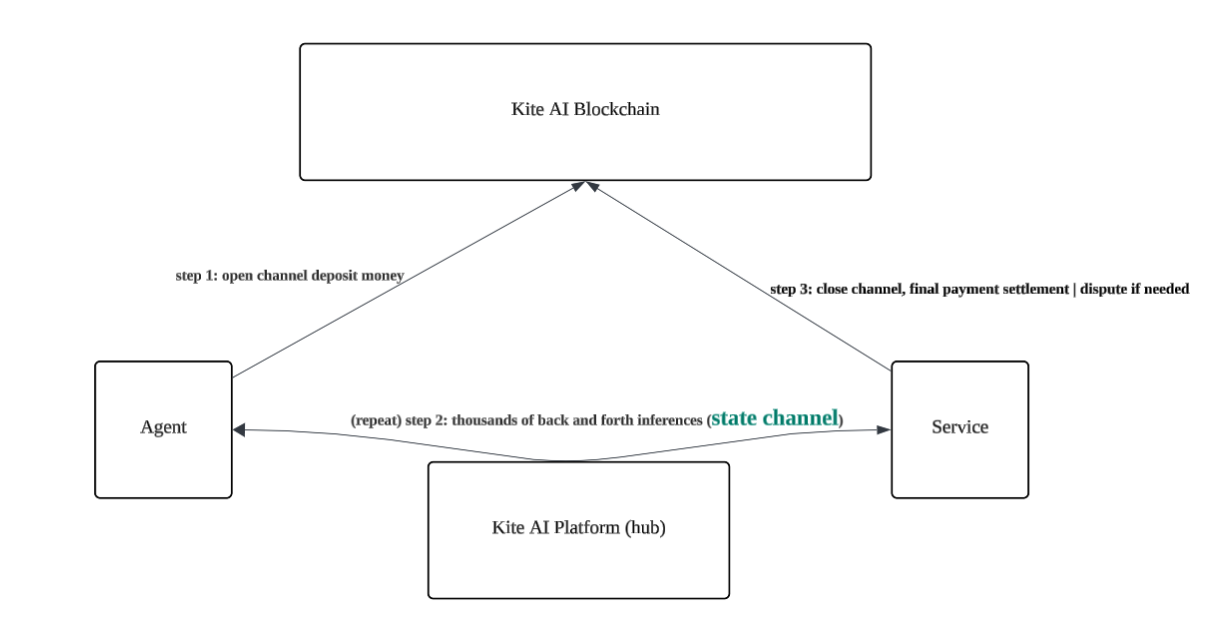 Kite AI Blockchain
step 1: open channel deposit money
step 3: close channel, final payment settlement | dispute if needed
(repeat) step 2: thousands of back and forth inferences (state channel)
Agent
Service
Kite AI Platform (hub)